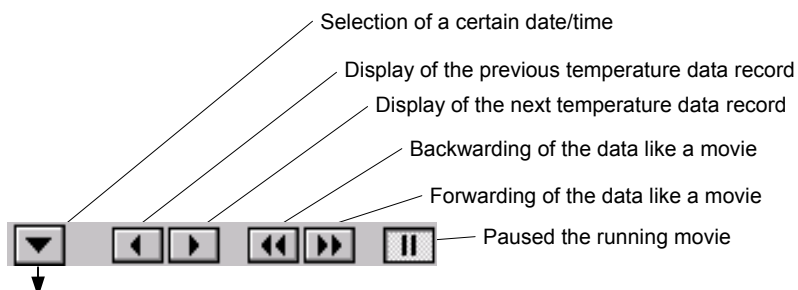 Selection of a certain date/time
Display of the previous temperature data record
Display of the next temperature data record
Backwarding of the data like a movie
Forwarding of the data like a movie
Paused the running movie